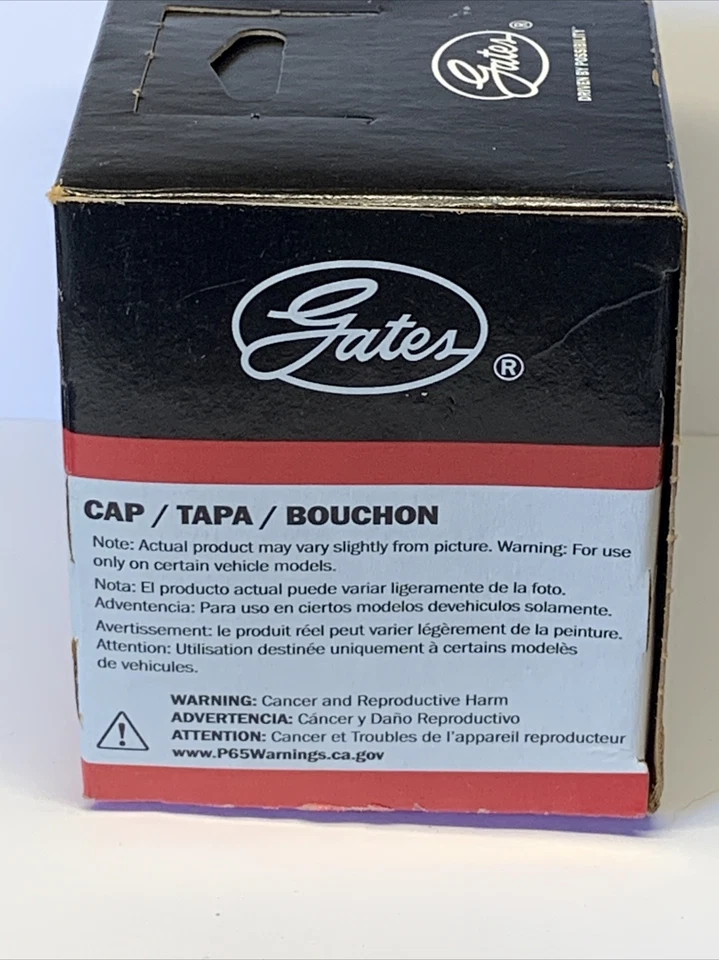 Gates®
DRIVEN BY POSSIBILITY™
Gates®
CAP / TAPA / BOUCHON
Note: Actual product may vary slightly from picture. Warning: For use
only on certain vehicle models.
Nota: El producto actual puede variar ligeramente de la foto.
Adventencia: Para uso en ciertos modelos devehiculos solamente.
Avertissement: le produit réel peut varier légèrement de la peinture.
Attention: Utilisation destinée uniquement à certains modelès
de vehicules.
WARNING: Cancer and Reproductive Harm
ADVERTENCIA: Cáncer y Daño Reproductivo
ATTENTION: Cancer et Troubles de l'appareil reproducteur
www.P65Warnings.ca.gov